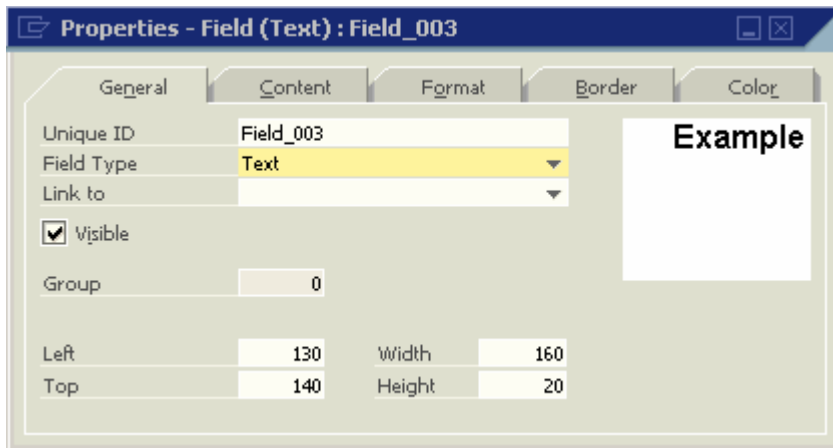 Properties - Field (Text) : Field_003
General Content Format Border Color
Unique ID Field_003
Example
Field Type Text
Link to
Visible
Group 0
Left 130 Width 160
Top 140 Height 20